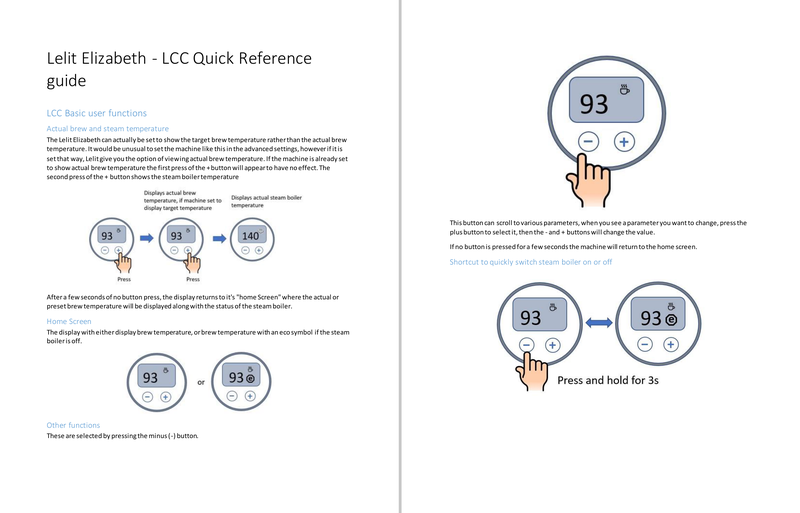 Lelit Elizabeth - LCC Quick Reference
guide
LCC Basic user functions
Actual brew and steam temperature
The Lelit Elizabeth can actually be set to show the target brew temperature rather than the actual brew
temperature. It would be unusual to set the machine like this in the advanced settings, however if it is
set that way, Lelit give you the option of viewing actual brew temperature. If the machine is already set
to show actual brew temperature the first press of the + button will appear to have no effect. The
second press of the + button shows the steam boiler temperature
Displays actual brew
temperature, if machine set to
display target temperature
Displays actual steam boiler
temperature
93
93
140
Press
Press
After a few seconds of no button press, the display returns to it's "home Screen" where the actual or
preset brew temperature will be displayed along with the status of the steam boiler.
Home Screen
The display with either display brew temperature, or brew temperature with an eco symbol if the steam
boiler is off.
93
or
93 e
Other functions
These are selected by pressing the minus (-) button.
93
This button can scroll to various parameters, when you see a parameter you want to change, press the
plus button to select it, then the - and + buttons will change the value.
If no button is pressed for a few seconds the machine will return to the home screen.
Shortcut to quickly switch steam boiler on or off
93
93 e
Press and hold for 3s